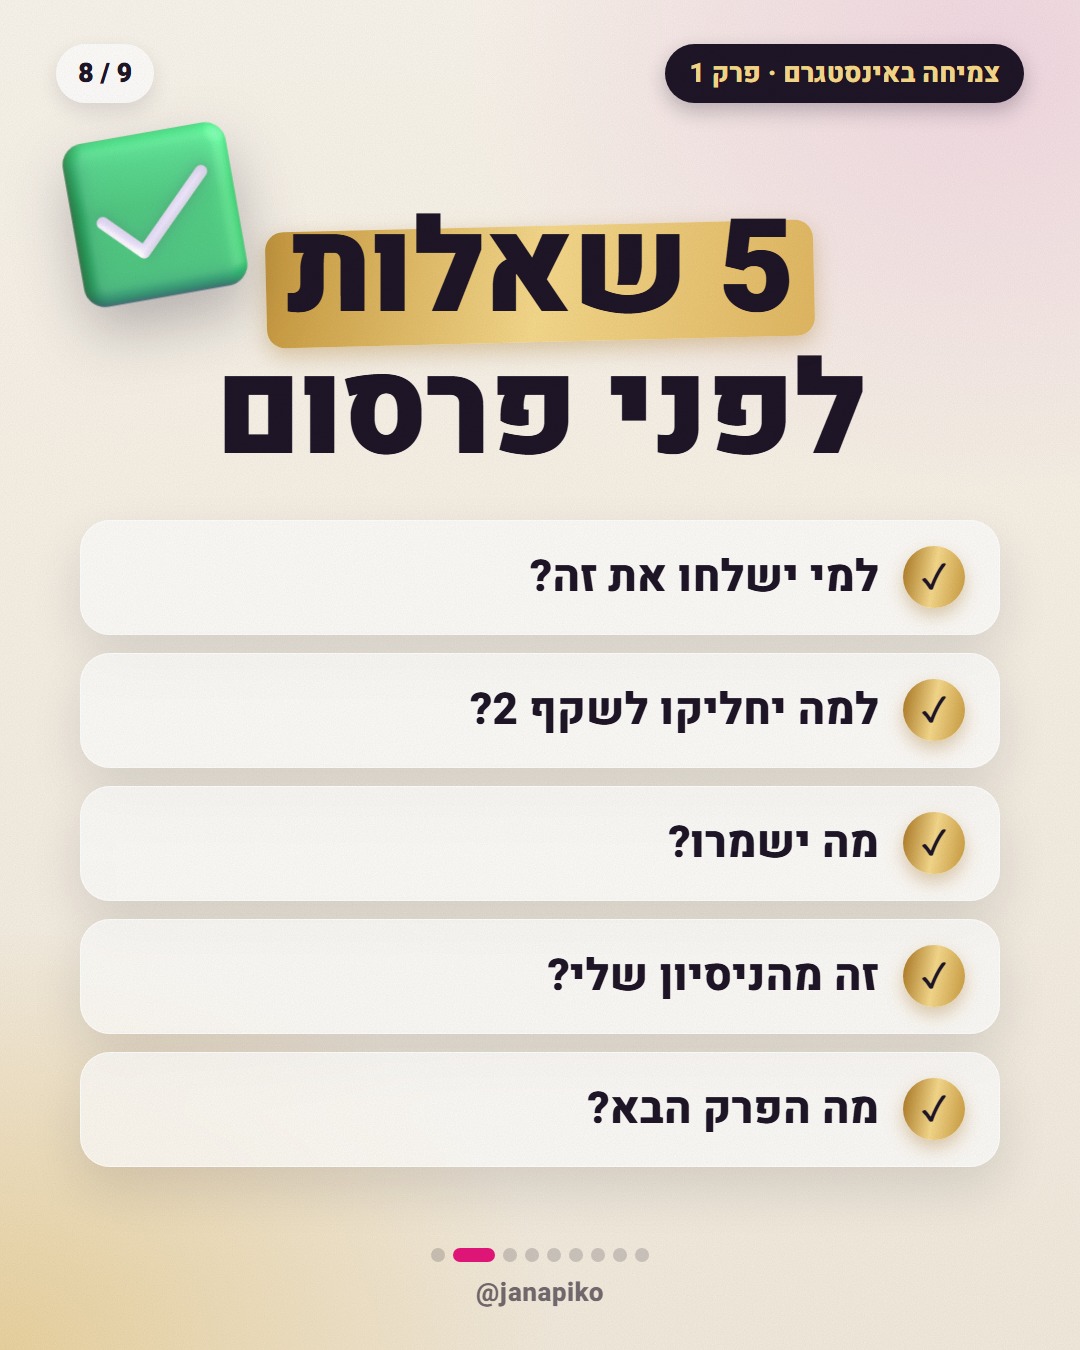 צמיחה באינסטגרם · פרק 1
8 / 9
5 שאלות
לפני פרסום
למי ישלחו את זה?
למה יחליקו לשקף 2?
מה ישמרו?
זה מהניסיון שלי?
מה הפרק הבא?
@janapiko